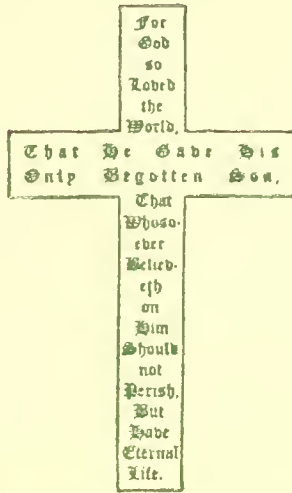 For
God
so
Loved
the
World,
That He Gave His
Only Begotten Son,
That
Whoso-
ever
Believ-
eth
on
Him
Should
not
Perish,
But
Have
Eternal
Life.